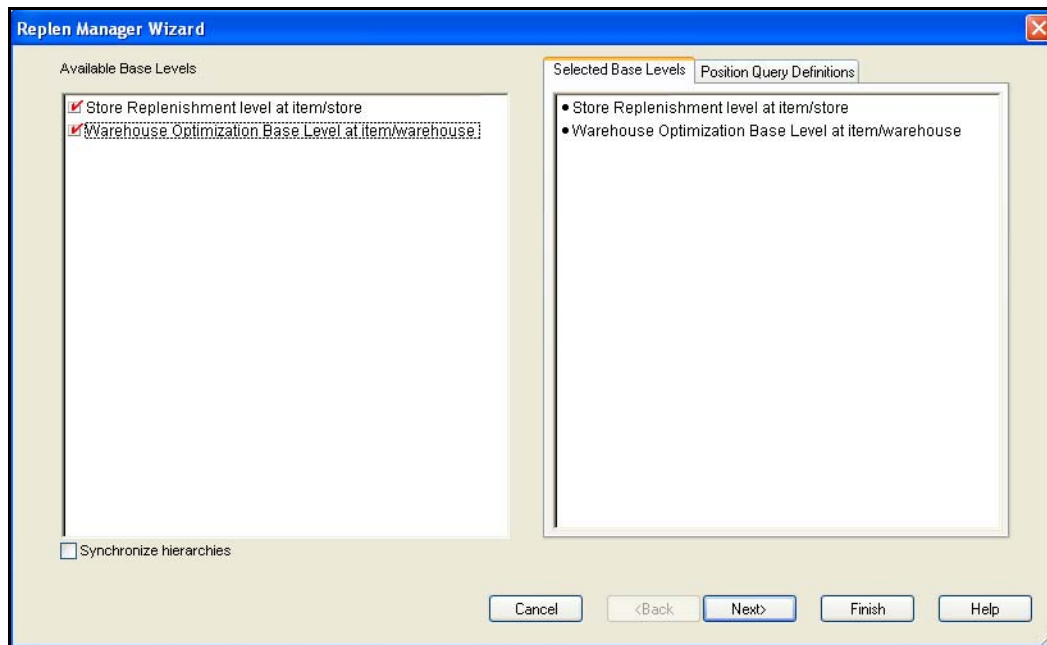 Replen Manager Wizard
Available Base Levels
Selected Base Levels
Position Query Definitions
Store Replenishment level at item/store
Warehouse Optimization Base Level at item/warehouse
• Store Replenishment level at item/store
• Warehouse Optimization Base Level at item/warehouse
Synchronize hierarchies
Cancel
<Back
Next>
Finish
Help